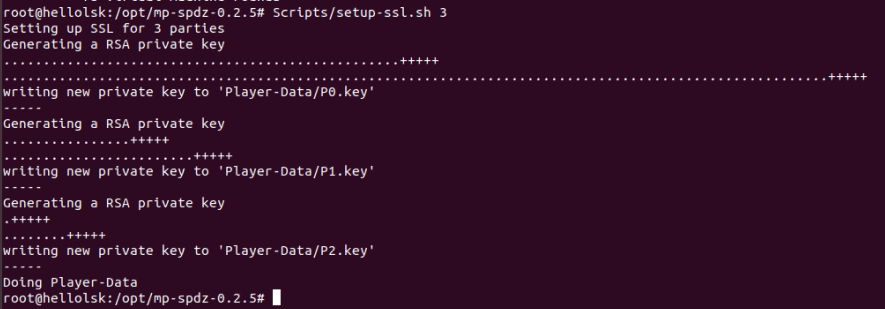 root@hellolsk:/opt/mp-spdz-0.2.5# Scripts/setup-ssl.sh 3
Setting up SSL for 3 parties
Generating a RSA private key
..................................................+++++
........................................................................................................+++++
writing new private key to 'Player-Data/P0.key'
-----
Generating a RSA private key
................+++++
........................+++++
writing new private key to 'Player-Data/P1.key'
-----
Generating a RSA private key
.+++++
........+++++
writing new private key to 'Player-Data/P2.key'
-----
Doing Player-Data
root@hellolsk:/opt/mp-spdz-0.2.5#